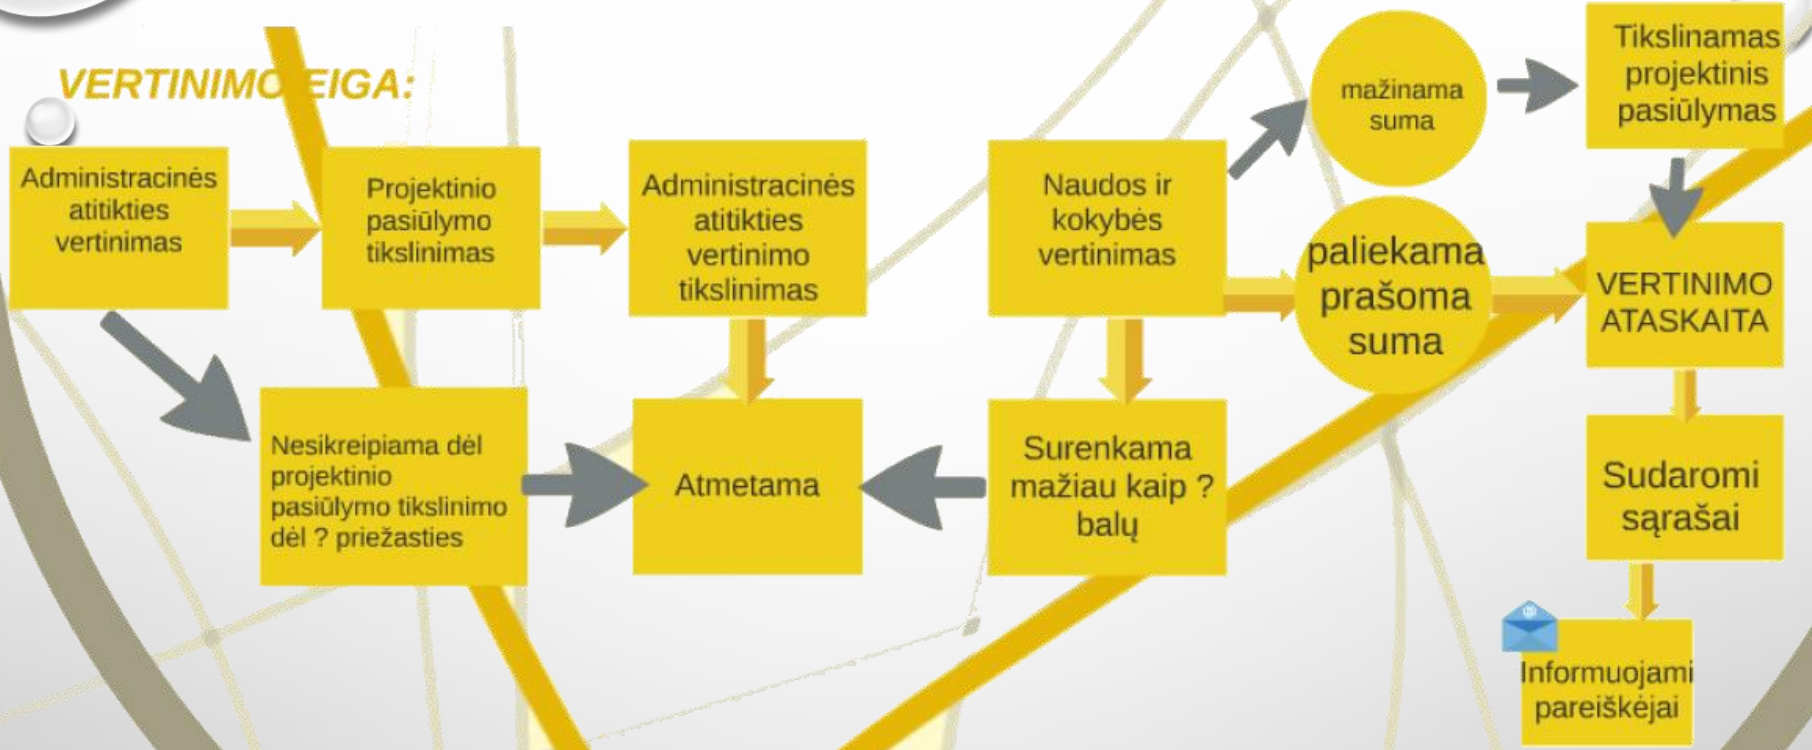 VERTINIMO EIGA:
Administracinės
atitikties
vertinimas
Projektinio
pasiūlymo
tikslinimas
Administracinės
atitikties
vertinimo
tikslinimas
Naudos ir
kokybės
vertinimas
mažinama
suma
Tikslinamas
projektinis
pasiūlymas
paliekama
prašoma
suma
VERTINIMO
ATASKAITA
Nesikreipiama dėl
projektinio
pasiūlymo tikslinimo
dėl ? priežasties
Atmetama
Surenkama
mažiau kaip ?
balų
Sudaromi
sąrašai
Informuojami
pareiškėjai